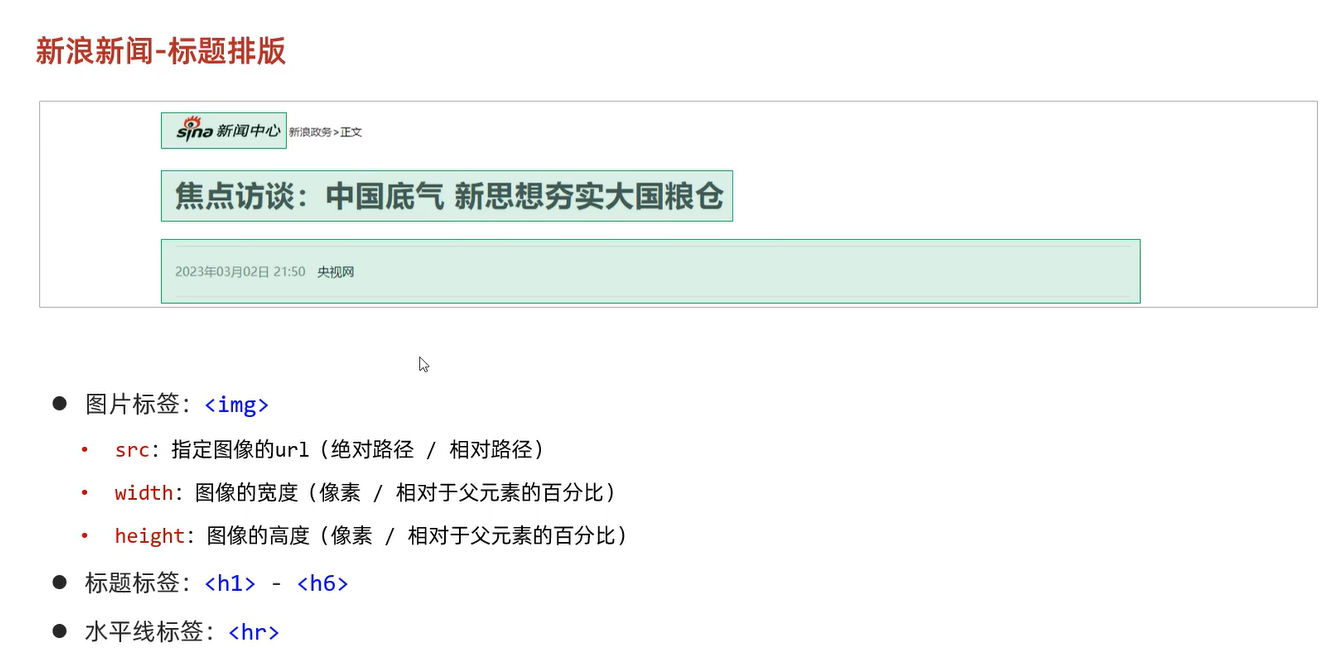 新浪新闻-标题排版
sina 新闻中心 新浪政务>正文
焦点访谈：中国底气 新思想夯实大国粮仓
2023年03月02日 21:50 央视网
● 图片标签：<img>
• src：指定图像的url（绝对路径 / 相对路径）
• width：图像的宽度（像素 / 相对于父元素的百分比）
• height：图像的高度（像素 / 相对于父元素的百分比）
● 标题标签：<h1> - <h6>
● 水平线标签：<hr>